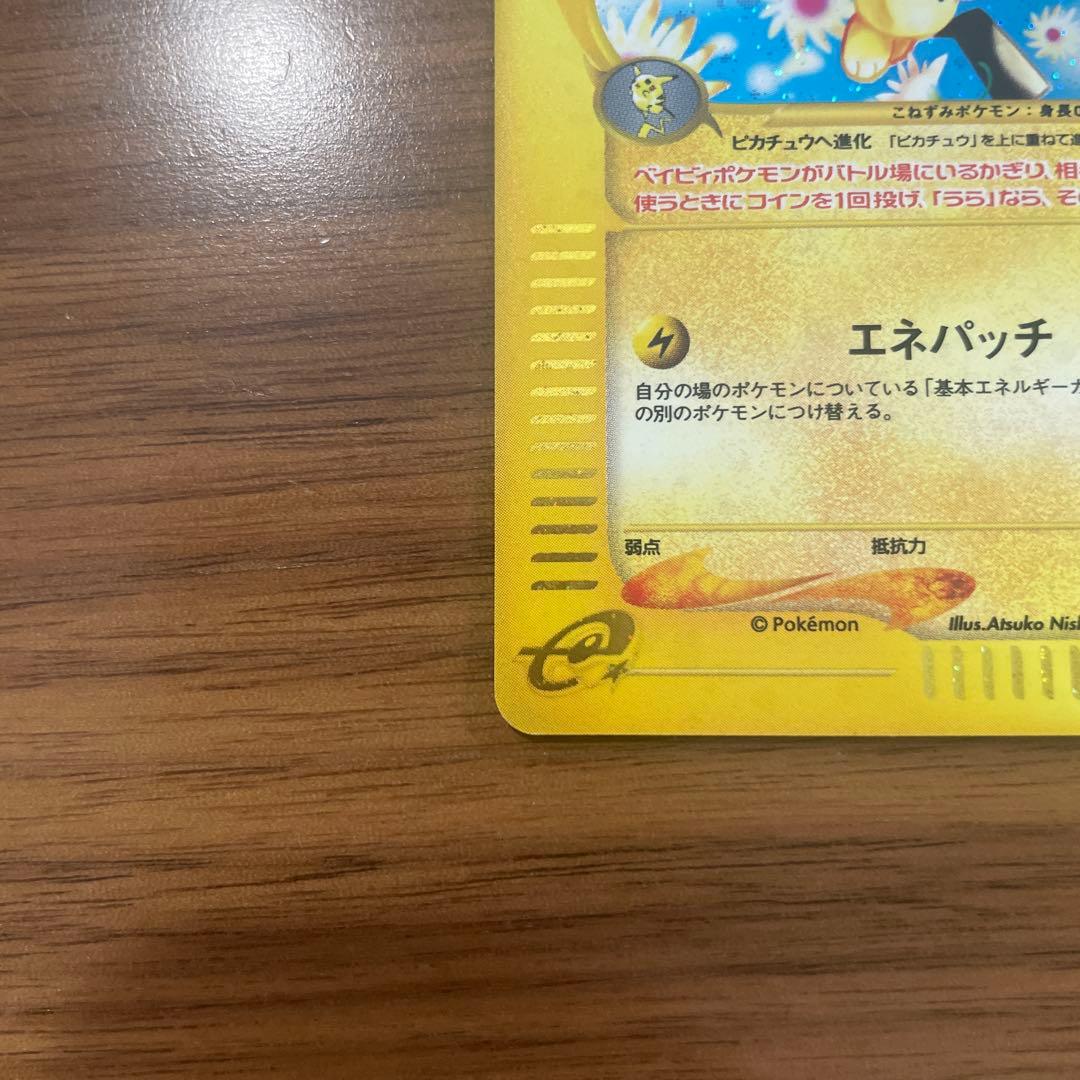 こねずみポケモン：身長
ピカチュウへ進化 「ピカチュウ」を上に重ねて進
ベイビィポケモンがバトル場にいるかぎり、相
使うときにコインを1回投げ、「うら」なら、そ
エネパッチ
自分の場のポケモンについている「基本エネルギーカ
の別のポケモンにつけ替える。
弱点 抵抗力
© Pokémon Illus.Atsuko
e